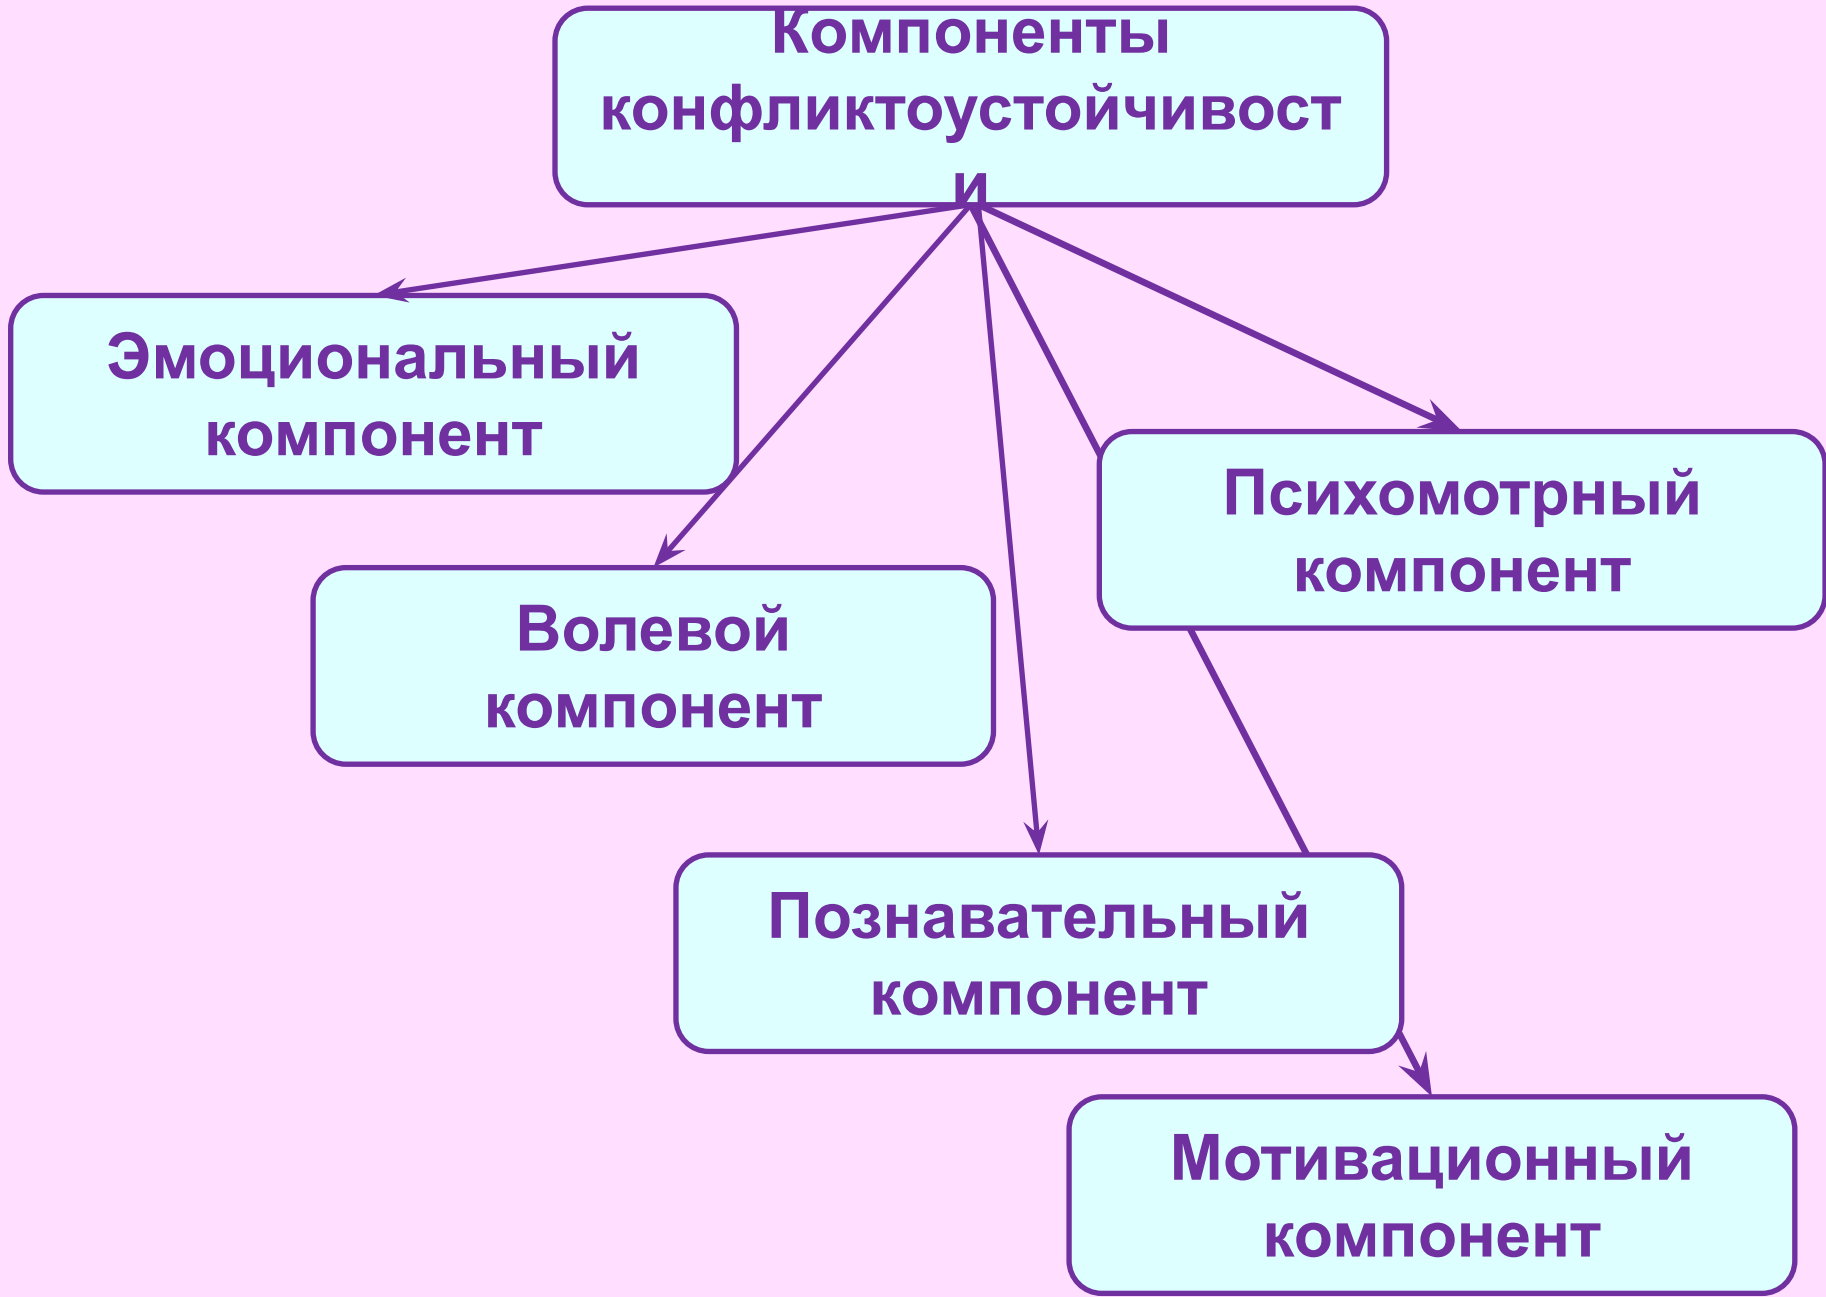 Компоненты
конфликтоустойчивост
и
Эмоциональный
компонент
Психомотрный
компонент
Волевой
компонент
Познавательный
компонент
Мотивационный
компонент